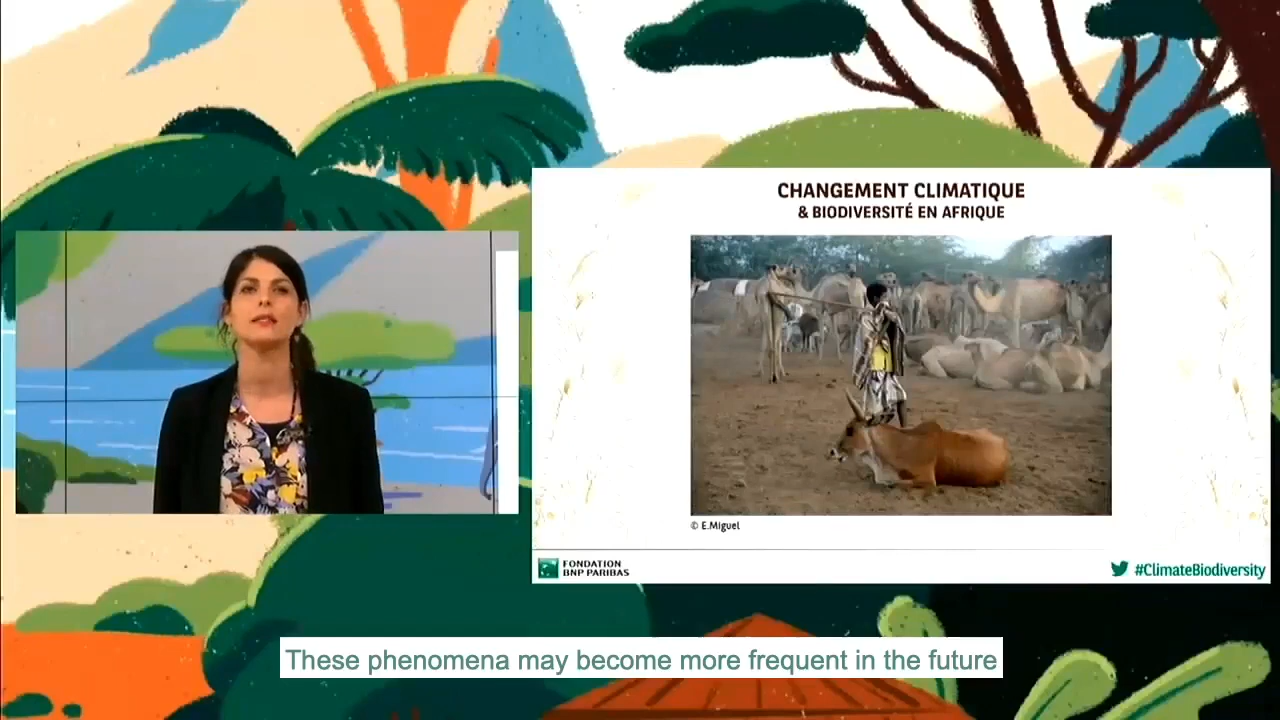 CHANGEMENT CLIMATIQUE
& BIODIVERSITÉ EN AFRIQUE
© E.Miguel
FONDATION
BNP PARIBAS
#ClimateBiodiversity
These phenomena may become more frequent in the future